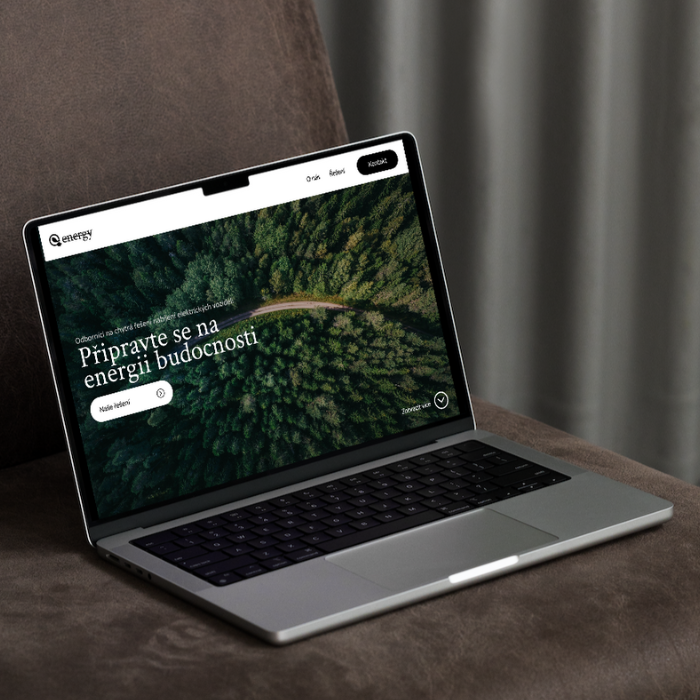 energy
O nás
Řešení
Kontakt
Odborníci na chytrá řešení nabíjení elektrických vozidel
Připravte se na
energii budocnosti
Naše řešení
Zobrazit více